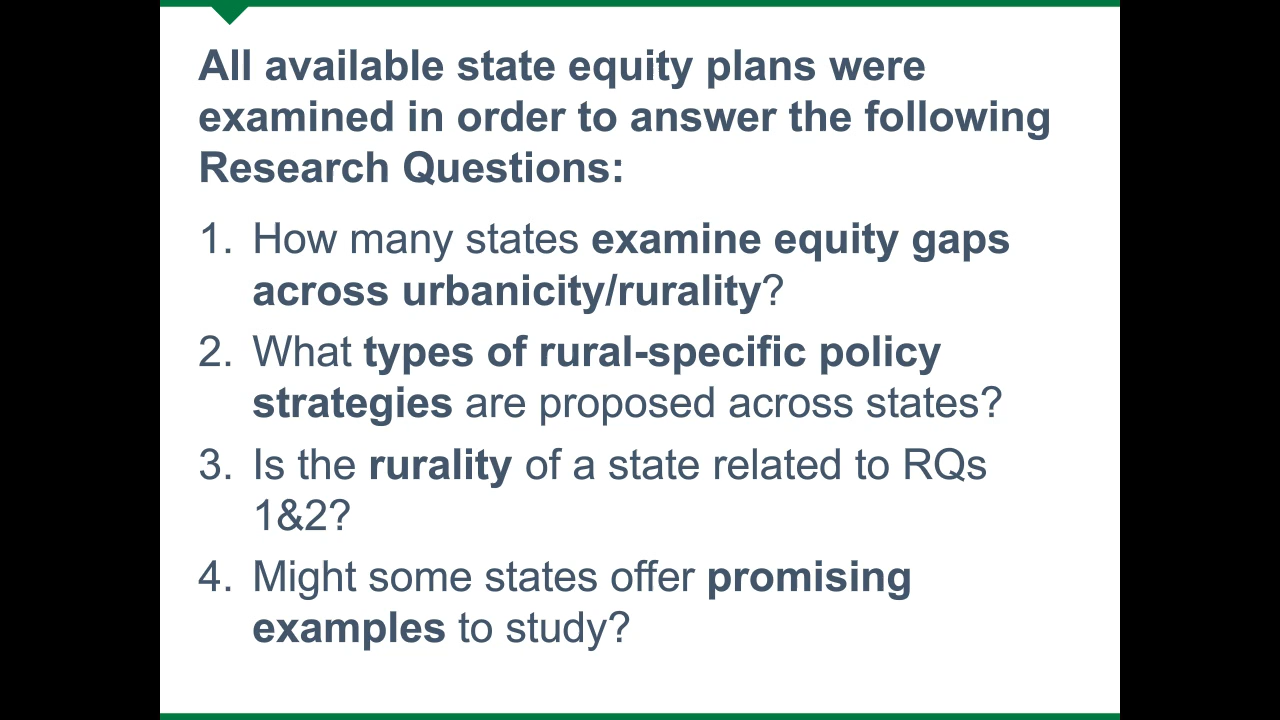 All available state equity plans were
examined in order to answer the following
Research Questions:
1. How many states examine equity gaps
across urbanicity/rurality?
2. What types of rural-specific policy
strategies are proposed across states?
3. Is the rurality of a state related to RQs
1&2?
4. Might some states offer promising
examples to study?